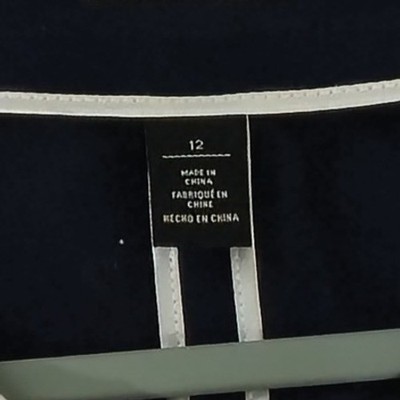 12
MADE IN
CHINA
FABRIQUÉ EN
CHINE
HECHO EN CHINA